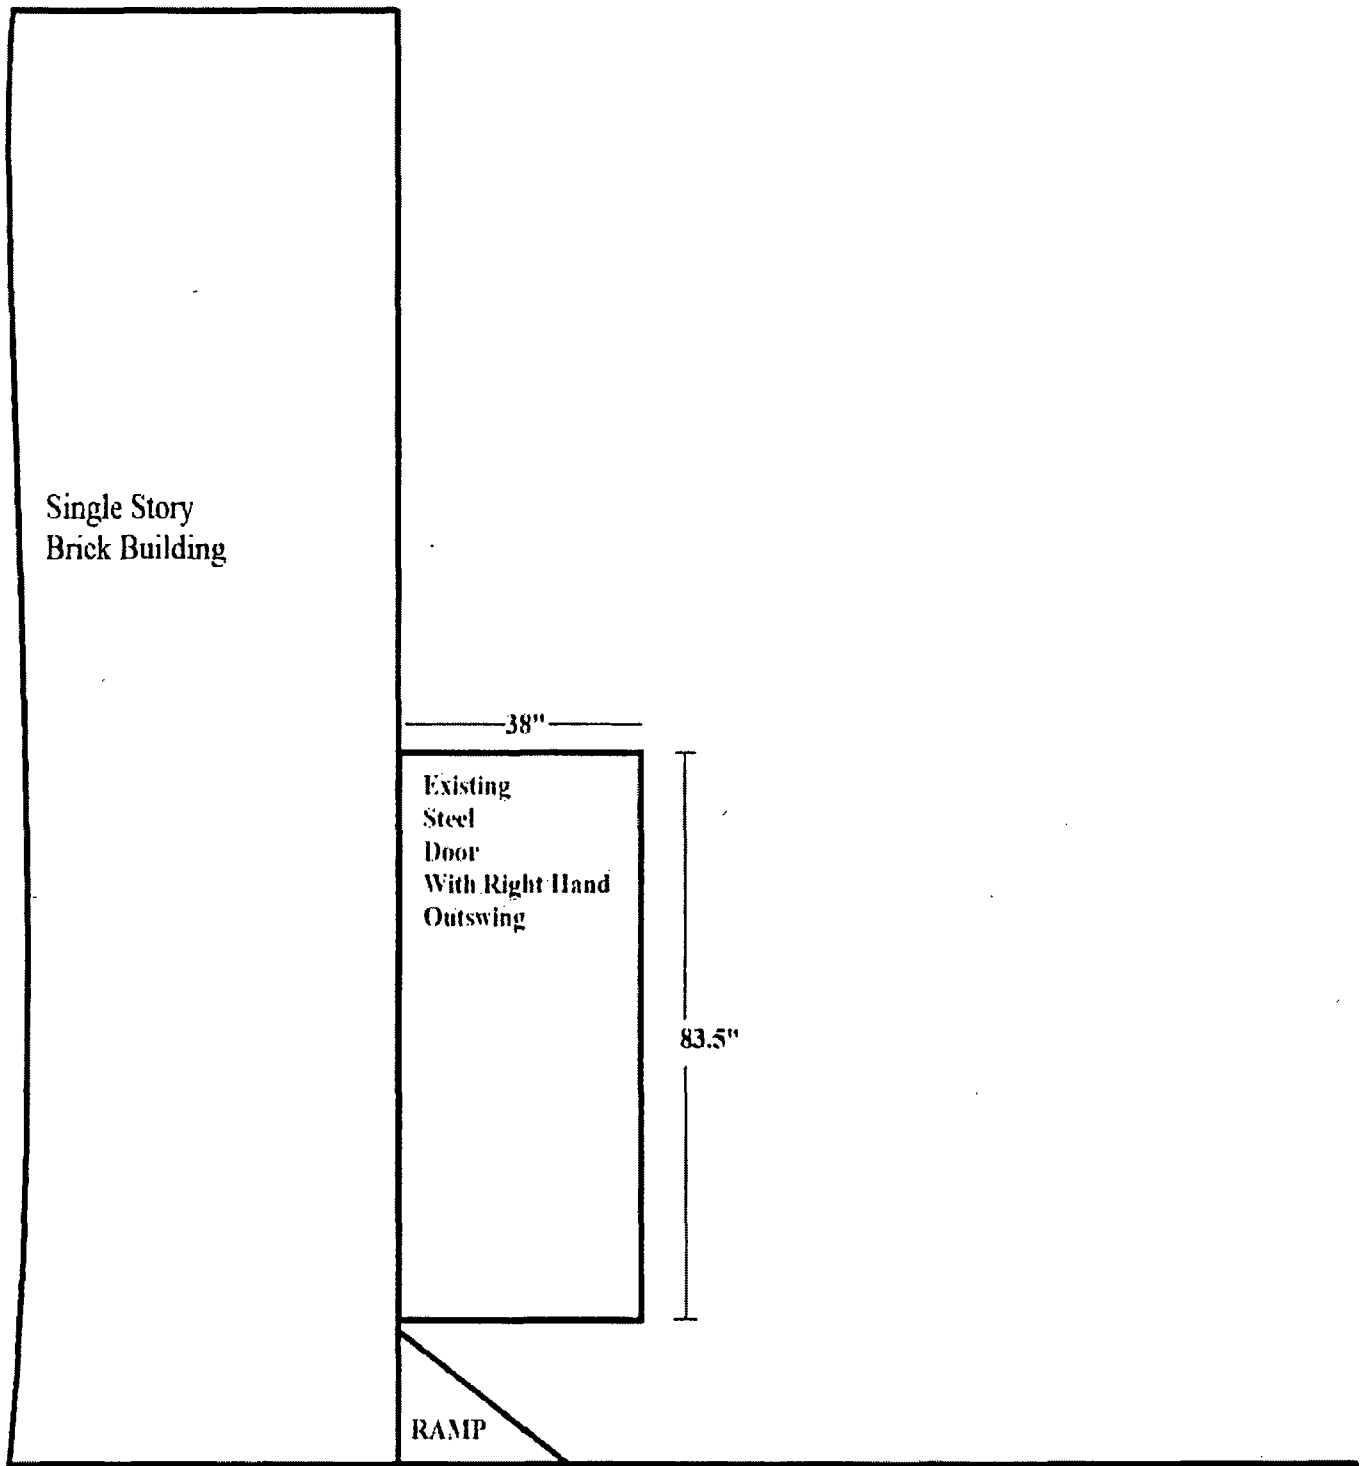 Single Story
Brick Building
38"
Existing
Steel
Door
With Right Hand
Outswing
83.5"
RAMP